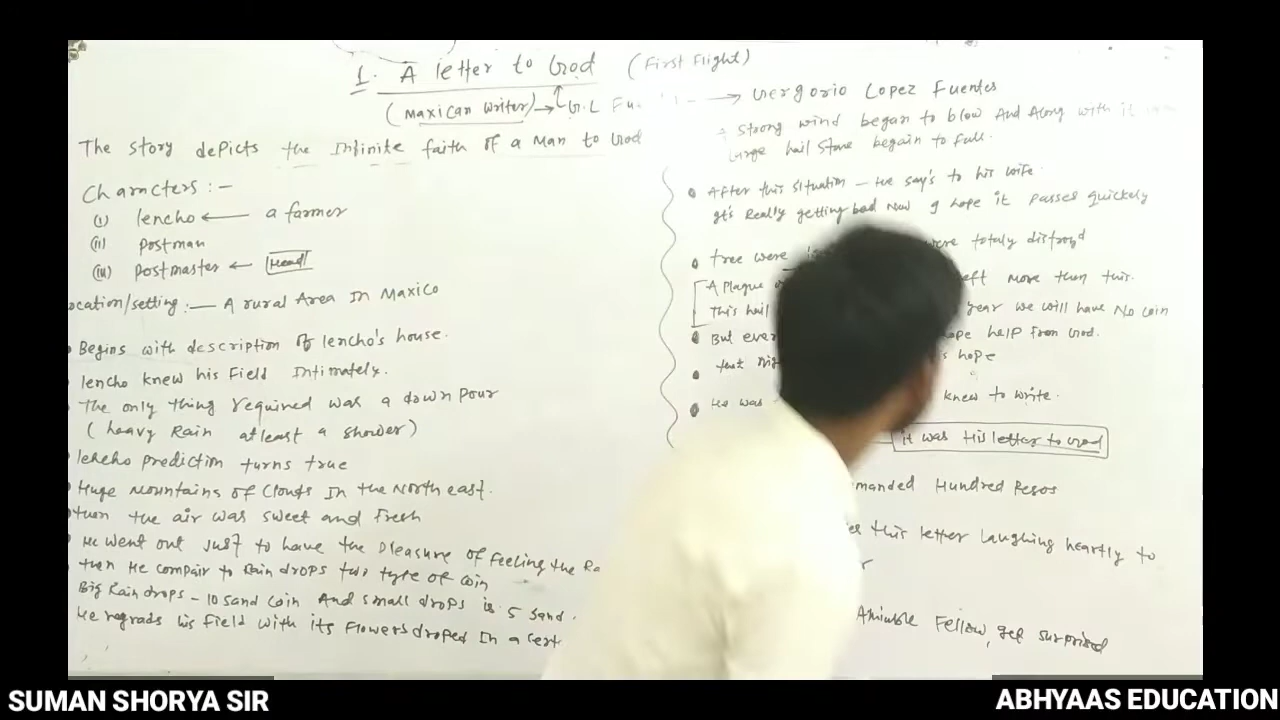 1. A letter to God (First Flight)
(Maxican writer) → G.L Fu → Gergorio Lopez Fuentes
The story depicts the Infinite faith of a Man to God
Characters :-
(i) lencho ← a farmer
(ii) postman
(iii) postmaster ← Head
ocation/setting :— A rural Area In Maxico
Begins with description of lencho's house.
lencho knew his Field Intimately.
The only thing required was a down pour
(heavy Rain atleast a shower)
lencho prediction turns true
Huge mountains of clouds In the North east.
then the air was sweet and Fresh
He went out just to have the pleasure of feeling the Ra
then He compair to Rain drops two type of coin
Big Rain drops - 10 sand coin And small drops is 5 sand.
He regrads his field with its Flowers droped In a cert
Strong wind began to blow And Along with it
large hail stone begain to fall.
After this situation - He say's to his wife.
It's Really getting bad now I hope it passes quickely
Tree were were totaly distroyd
A plague left more then this.
this hail year we will have No coin
But ever hope help from God.
that nig is hope
He was knew to write.
it was His letter to God
manded Hundred Pesos
this letter laughing heartly to
Amiable Fellow, get surprised
SUMAN SHORYA SIR
ABHYAAS EDUCATION